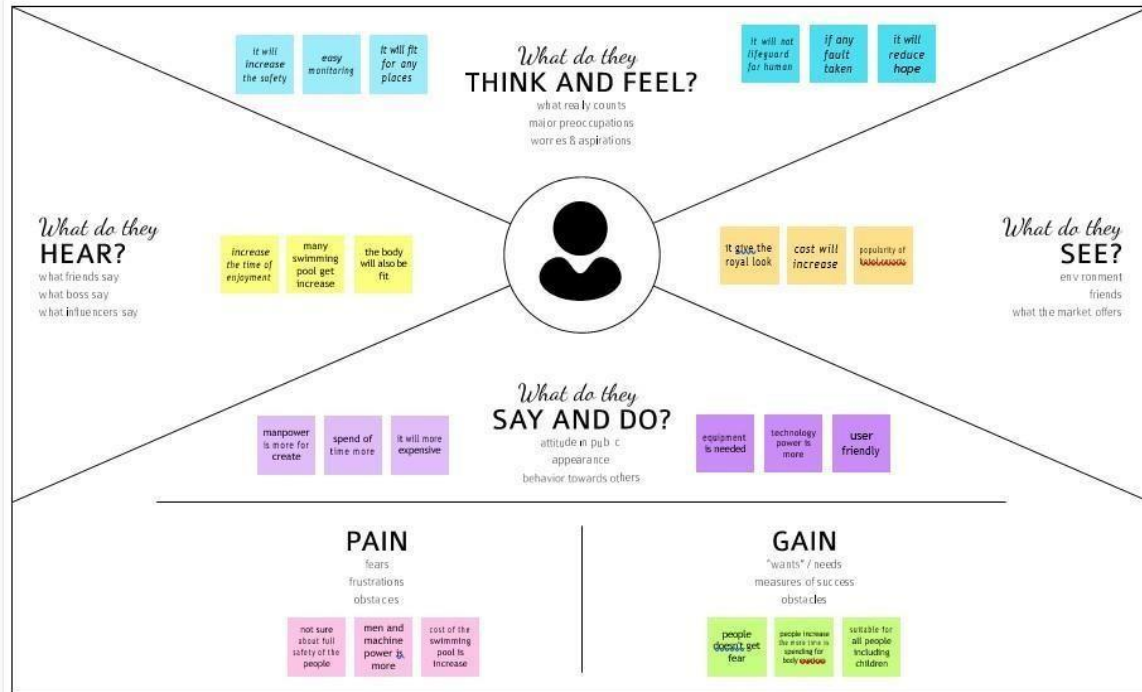 it will
increase
the safety
easy
monitoring
it will fit
for any
places
What do they
THINK AND FEEL?
what really counts
major preoccupations
worries & aspirations
it will not
lifeguard
for human
if any
fault
taken
it will
reduce
hope
What do they
HEAR?
what friends say
what boss say
what influencers say
increase
the time of
enjoyment
many
swimming
pool get
increase
the body
will also be
fit
it give the
royal look
cost will
increase
popularity of
What do they
SEE?
environment
friends
what the market offers
What do they
SAY AND DO?
attitude in public
appearance
behavior towards others
manpower
is more for
create
spend of
time more
it will more
expensive
equipment
is needed
technology
power is
more
user
friendly
PAIN
fears
frustrations
obstacles
not sure
about full
safety of the
people
men and
machine
power is
more
cost of the
swimming
pool is
increase
GAIN
"wants" / needs
measures of success
obstacles
people
doesn't get
fear
people increase
the more time is
spending for
body
suitable for
all people
including
children